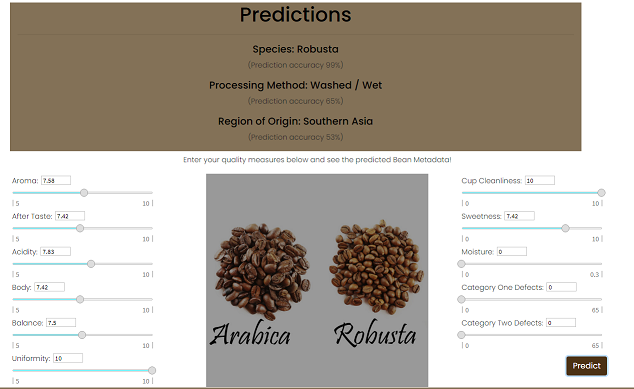 Predictions
Species: Robusta
(Prediction accuracy 99%)
Processing Method: Washed / Wet
(Prediction accuracy 65%)
Region of Origin: Southern Asia
(Prediction accuracy 53%)
Enter your quality measures below and see the predicted Bean Metadata!
Aroma: 7.58
| 5 10 |
After Taste: 7.42
| 5 10 |
Acidity: 7.83
| 5 10 |
Body: 7.42
| 5 10 |
Balance: 7.5
| 5 10 |
Uniformity: 10
| 5 10 |
Arabica Robusta
Cup Cleanliness: 10
| 0 10 |
Sweetness: 7.42
| 0 10 |
Moisture: 0
| 0 0.3 |
Category One Defects: 0
| 0 65 |
Category Two Defects: 0
| 0 65 |
Predict